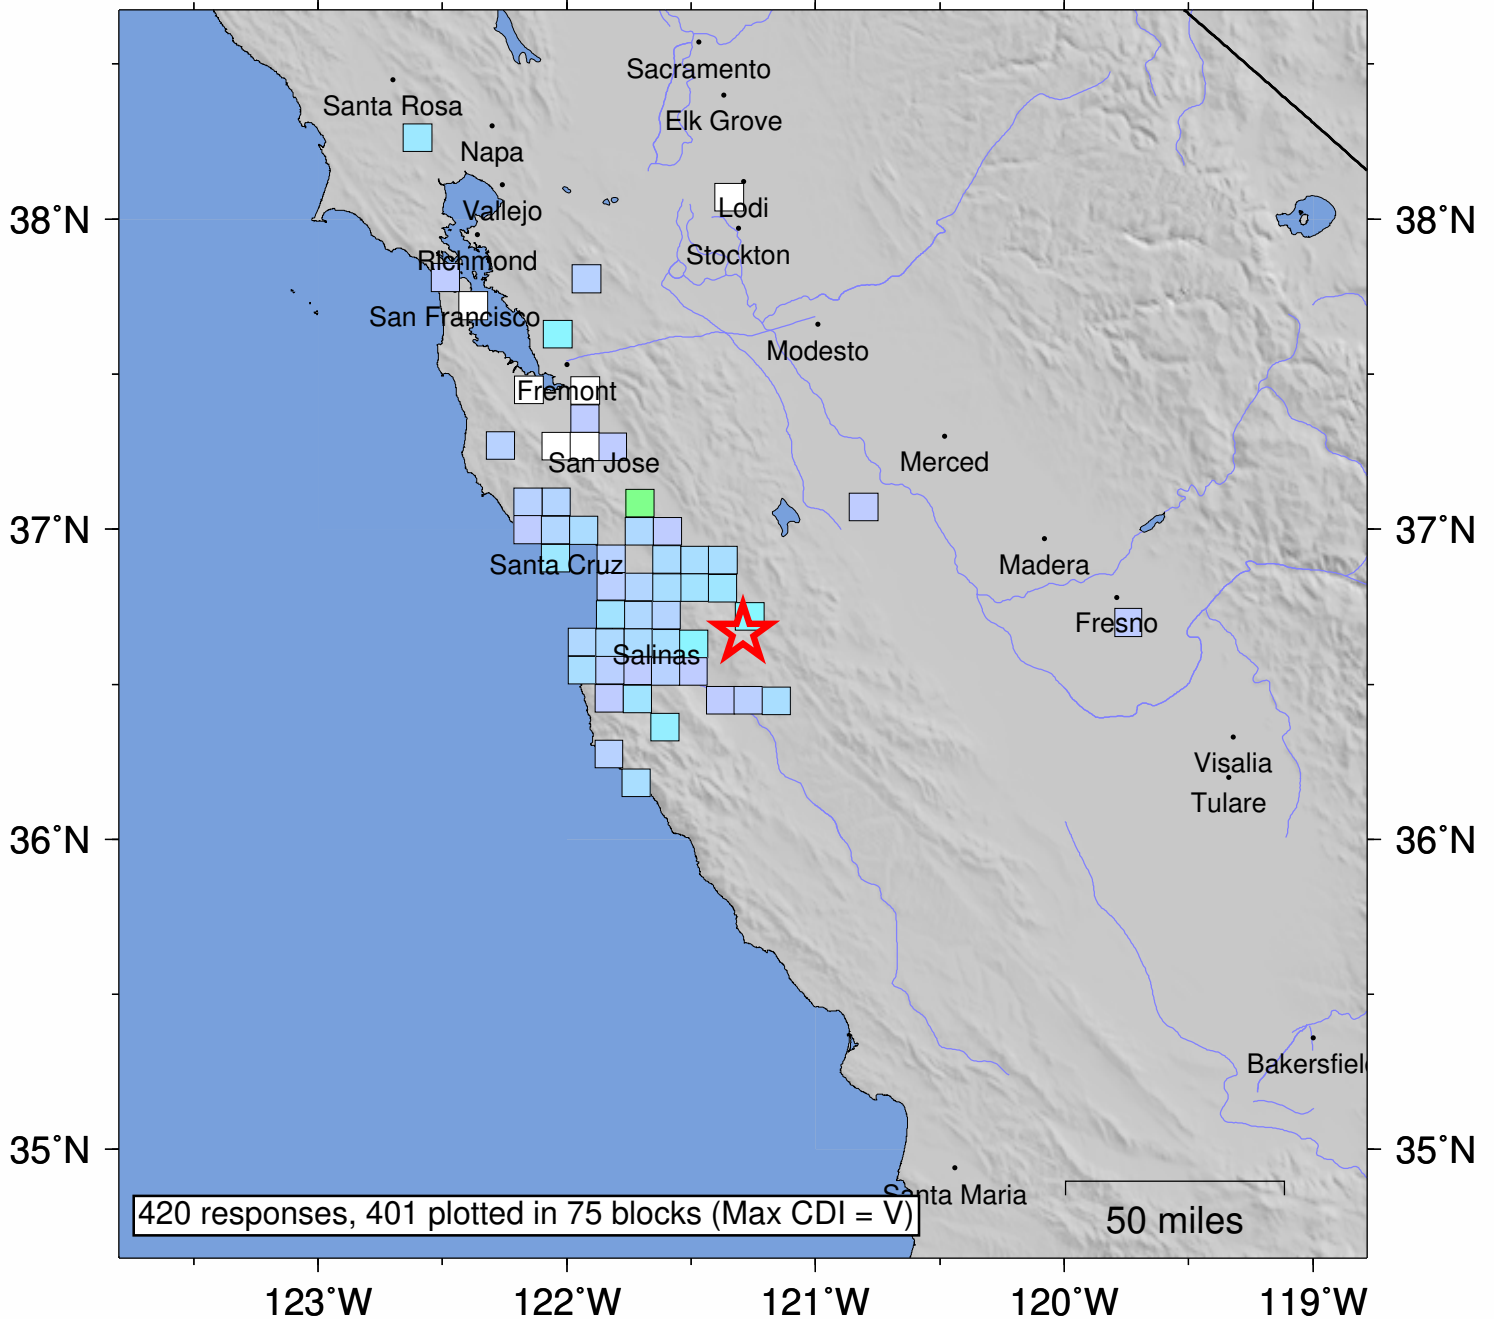 Sacramento
Santa Rosa
Elk Grove
Napa
38°N
Vallejo
Lodi
38°N
Richmond
Stockton
San Francisco
Modesto
Fremont
San Jose
Merced
37°N
37°N
Santa Cruz
Madera
Fresno
Salinas
Visalia
Tulare
36°N
36°N
Bakersfiel
35°N
35°N
Santa Maria
420 responses, 401 plotted in 75 blocks (Max CDI = V)
50 miles
123°W
122°W
121°W
120°W
119°W